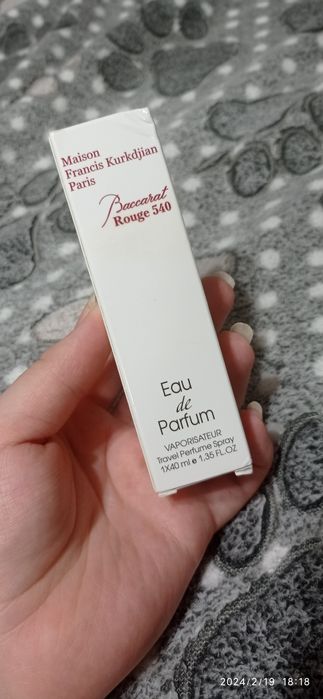 Maison
Francis Kurkdjian
Paris
Baccarat
Rouge 540
Eau
de
Parfum
VAPORISATEUR
Travel Perfume Spray
1X40 ml e 1,35 FL.OZ
2024/2/19 18:18